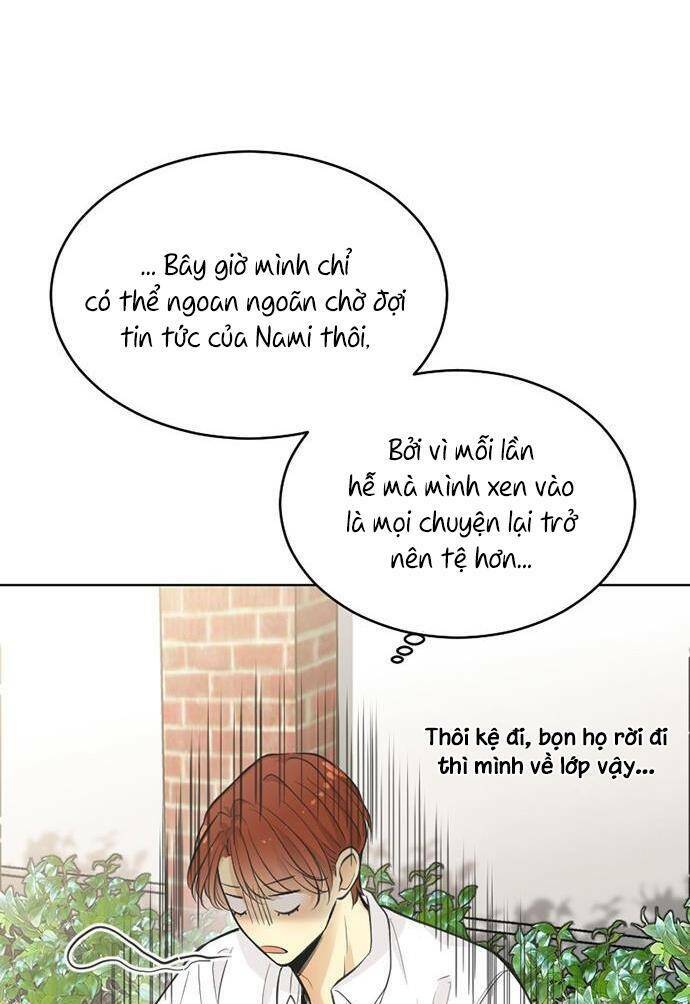 ... Bây giờ mình chỉ
có thể ngoan ngoãn chờ đợi
tin tức của Nami thôi.
Bởi vì mỗi lần
hễ mà mình xen vào
là mọi chuyện lại trở
nên tệ hơn...
Thôi kệ đi, bọn họ rời đi
thì mình về lớp vậy...